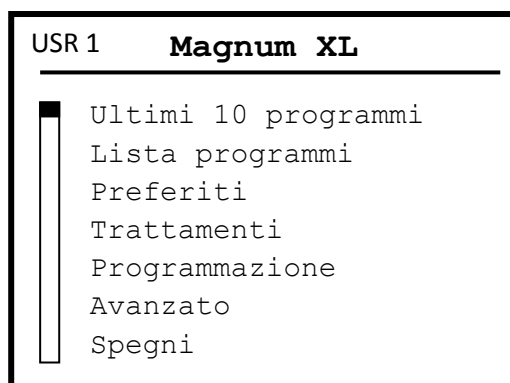 USR 1 Magnum XL
Ultimi 10 programmi
Lista programmi
Preferiti
Trattamenti
Programmazione
Avanzato
Spegni